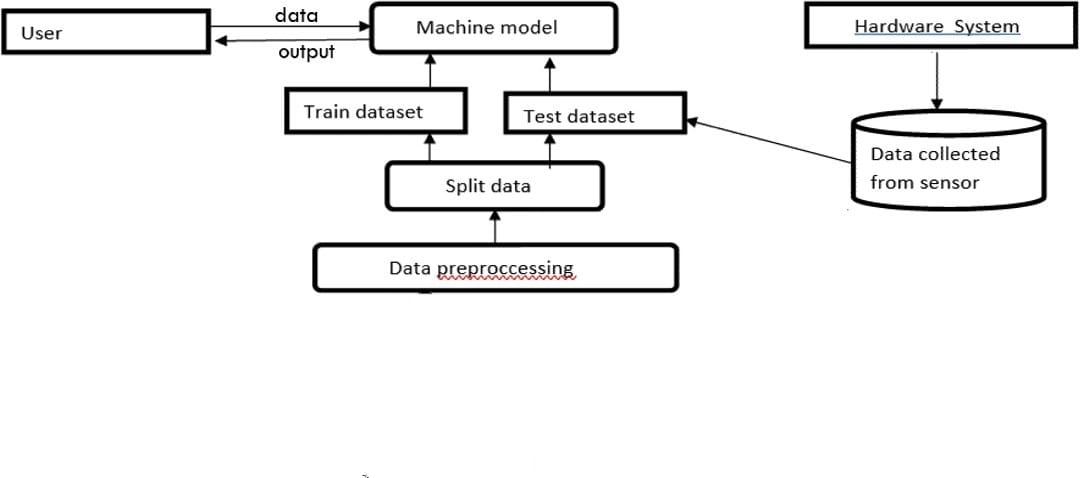 User
data
output
Machine model
Hardware System
Train dataset
Test dataset
Data collected
from sensor
Split data
Data preproccessing